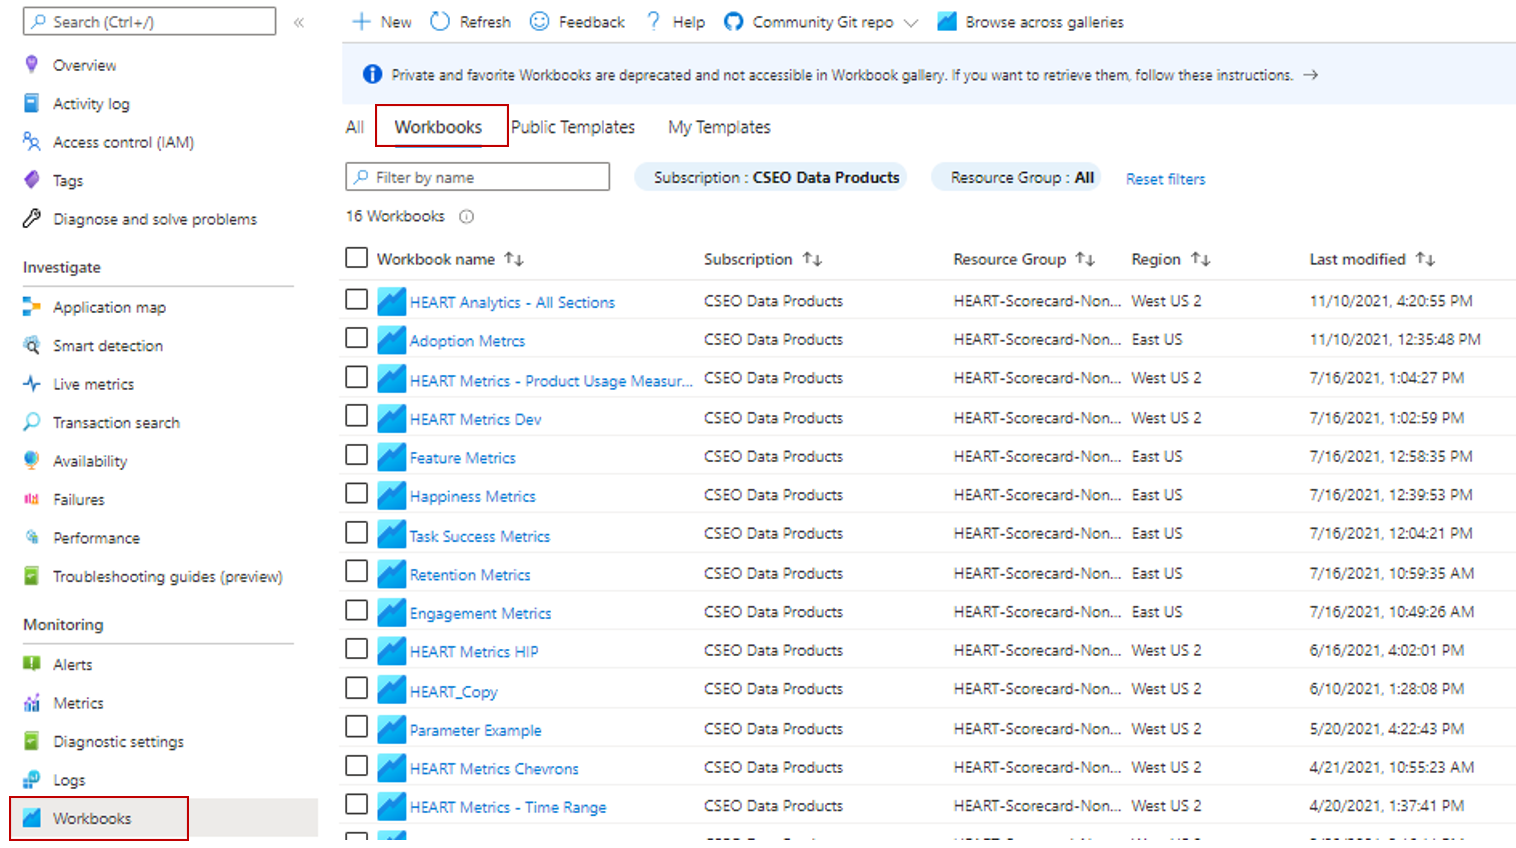 Search (Ctrl+/)
«
Overview
Activity log
Access control (IAM)
Tags
Diagnose and solve problems
Investigate
Application map
Smart detection
Live metrics
Transaction search
Availability
Failures
Performance
Troubleshooting guides (preview)
Monitoring
Alerts
Metrics
Diagnostic settings
Logs
Workbooks
New Refresh Feedback Help Community Git repo Browse across galleries
Private and favorite Workbooks are deprecated and not accessible in Workbook gallery. If you want to retrieve them, follow these instructions. →
All Workbooks Public Templates My Templates
Filter by name Subscription : CSEO Data Products Resource Group : All Reset filters
16 Workbooks
Workbook name ↑↓ Subscription ↑↓ Resource Group ↑↓ Region ↑↓ Last modified ↑↓
HEART Analytics - All Sections CSEO Data Products HEART-Scorecard-Non... West US 2 11/10/2021, 4:20:55 PM
Adoption Metrcs CSEO Data Products HEART-Scorecard-Non... East US 11/10/2021, 12:35:48 PM
HEART Metrics - Product Usage Measur... CSEO Data Products HEART-Scorecard-Non... West US 2 7/16/2021, 1:04:27 PM
HEART Metrics Dev CSEO Data Products HEART-Scorecard-Non... West US 2 7/16/2021, 1:02:59 PM
Feature Metrics CSEO Data Products HEART-Scorecard-Non... East US 7/16/2021, 12:58:35 PM
Happiness Metrics CSEO Data Products HEART-Scorecard-Non... East US 7/16/2021, 12:39:53 PM
Task Success Metrics CSEO Data Products HEART-Scorecard-Non... East US 7/16/2021, 12:04:21 PM
Retention Metrics CSEO Data Products HEART-Scorecard-Non... East US 7/16/2021, 10:59:35 AM
Engagement Metrics CSEO Data Products HEART-Scorecard-Non... East US 7/16/2021, 10:49:26 AM
HEART Metrics HIP CSEO Data Products HEART-Scorecard-Non... West US 2 6/16/2021, 4:02:01 PM
HEART_Copy CSEO Data Products HEART-Scorecard-Non... West US 2 6/10/2021, 1:28:08 PM
Parameter Example CSEO Data Products HEART-Scorecard-Non... West US 2 5/20/2021, 4:22:43 PM
HEART Metrics Chevrons CSEO Data Products HEART-Scorecard-Non... West US 2 4/21/2021, 10:55:23 AM
HEART Metrics - Time Range CSEO Data Products HEART-Scorecard-Non... West US 2 4/20/2021, 1:37:41 PM